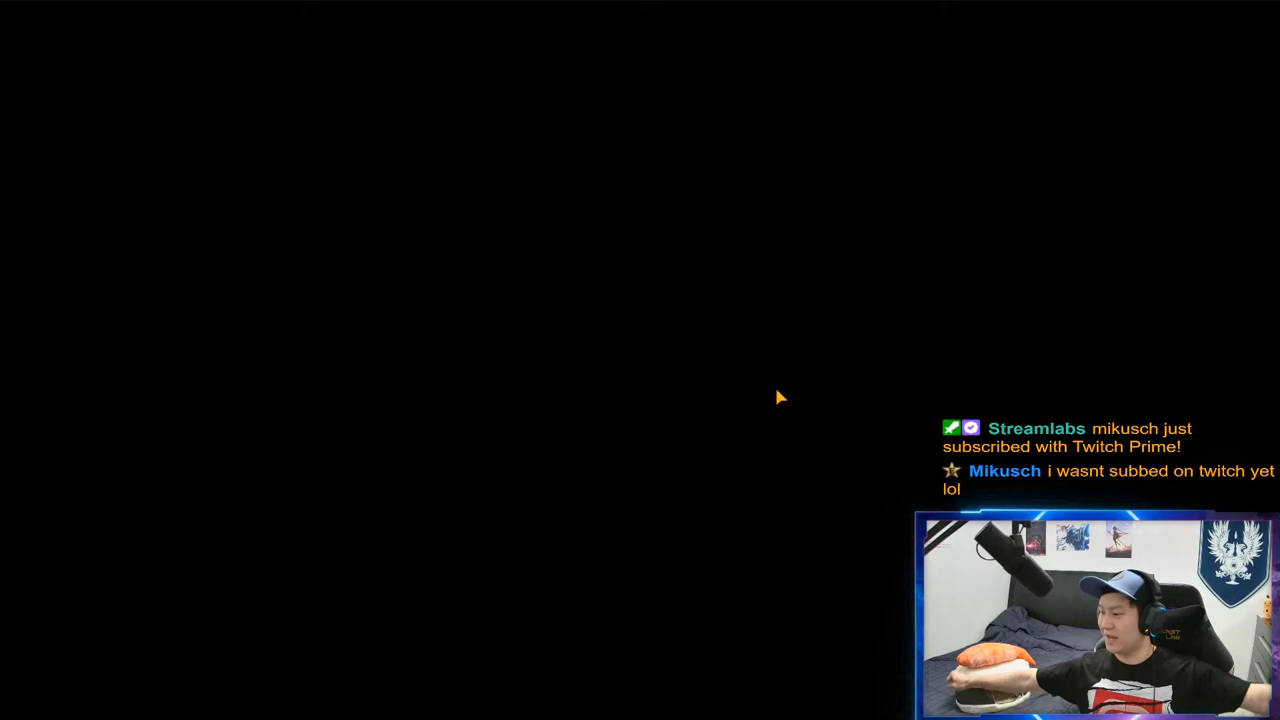 Streamlabs mikusch just
subscribed with Twitch Prime!
Mikusch i wasnt subbed on twitch yet
lol